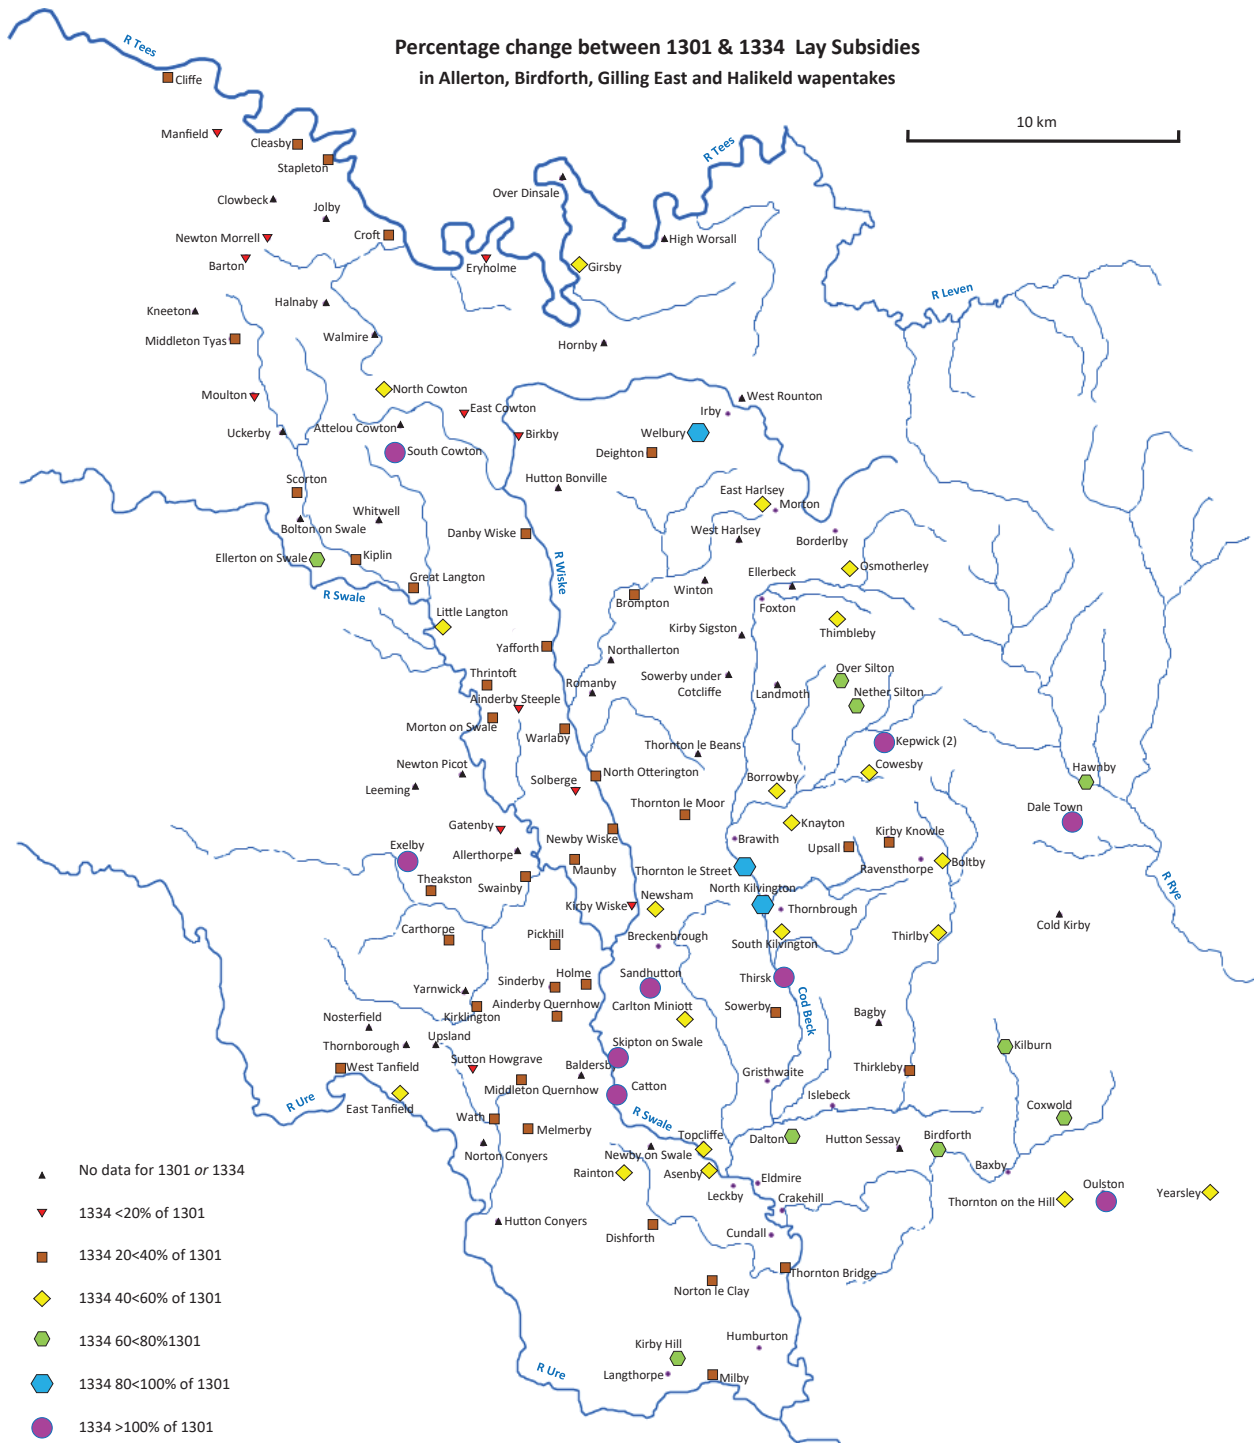 Percentage change between 1301 & 1334 Lay Subsidies
in Allerton, Birdforth, Gilling East and Halikeld wapentakes
10 km
R Tees
Cliffe
Manfield
Cleasby
Stapleton
R Tees
Over Dinsale
Clowbeck
Jolby
Newton Morrell
Croft
High Worsall
Barton
Eryholme
Girsby
R Leven
Kneeton
Halnaby
Middleton Tyas
Walmire
Hornby
North Cowton
Moulton
West Rounton
East Cowton
Irby
Uckerby
Attelou Cowton
Birkby
Welbury
South Cowton
Deighton
Scorton
Hutton Bonville
East Harlsey
Morton
Whitwell
Bolton on Swale
Danby Wiske
West Harlsey
Borderlby
Ellerton on Swale
Kiplin
R Wiske
Osmotherley
Great Langton
Ellerbeck
Winton
R Swale
Brompton
Foxton
Little Langton
Kirby Sigston
Thimbleby
Yafforth
Northallerton
Over Silton
Thrintoft
Romanby
Sowerby under
Cotcliffe
Landmoth
Nether Silton
Ainderby Steeple
Morton on Swale
Warlaby
Thornton le Beans
Kepwick (2)
Newton Picot
North Otterington
Cowesby
Hawnby
Leeming
Solberge
Borrowby
Thornton le Moor
Dale Town
Gatenby
Knayton
Newby Wiske
Brawith
Upsall
Kirby Knowle
Exelby
Allerthorpe
Maunby
Thornton le Street
Ravensthorpe
Boltby
Theakston
Swainby
North Kilvington
R Rye
Kirby Wiske
Newsham
Thornbrough
Cold Kirby
Carthorpe
Pickhill
Breckenbrough
South Kilvington
Thirlby
Sandhutton
Thirsk
Yarnwick
Sinderby
Holme
Carlton Miniott
Cod Beck
Ainderby Quernhow
Sowerby
Bagby
Nosterfield
Kirklington
Thornborough
Upsland
Skipton on Swale
Kilburn
West Tanfield
Sutton Howgrave
Baldersby
Thirkleby
Gristhwaite
Middleton Quernhow
Catton
R Ure
East Tanfield
Islebeck
Coxwold
Wath
R Swale
Melmerby
Topcliffe
Dalton
Hutton Sessay
Birdforth
Norton Conyers
Newby on Swale
Rainton
Asenby
Baxby
No data for 1301 or 1334
Eldmire
Leckby
Oulston
Yearsley
Crakehill
Thornton on the Hill
1334 <20% of 1301
Hutton Conyers
Dishforth
Cundall
1334 20<40% of 1301
Thornton Bridge
Norton le Clay
1334 40<60% of 1301
1334 60<80%1301
Humburton
Kirby Hill
R Ure
Langthorpe
Milby
1334 80<100% of 1301
1334 >100% of 1301